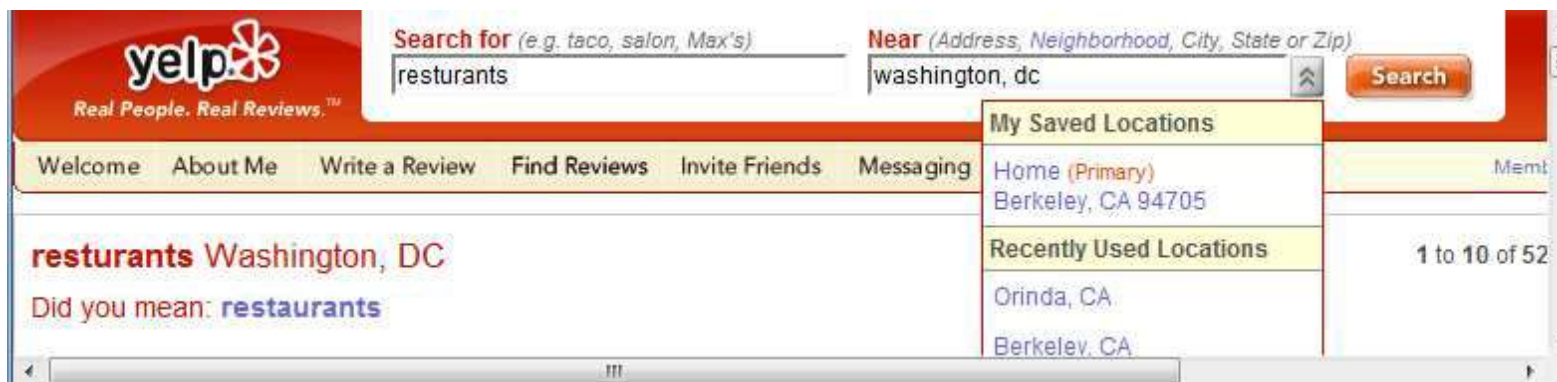 yelp
Real People. Real Reviews.™
Search for (e.g. taco, salon, Max's)
resturants
Near (Address, Neighborhood, City, State or Zip)
washington, dc
Search
Welcome About Me Write a Review Find Reviews Invite Friends Messaging
My Saved Locations
Home (Primary)
Berkeley, CA 94705
Recently Used Locations
Orinda, CA
Berkeley, CA
resturants Washington, DC
1 to 10 of 52
Did you mean: restaurants